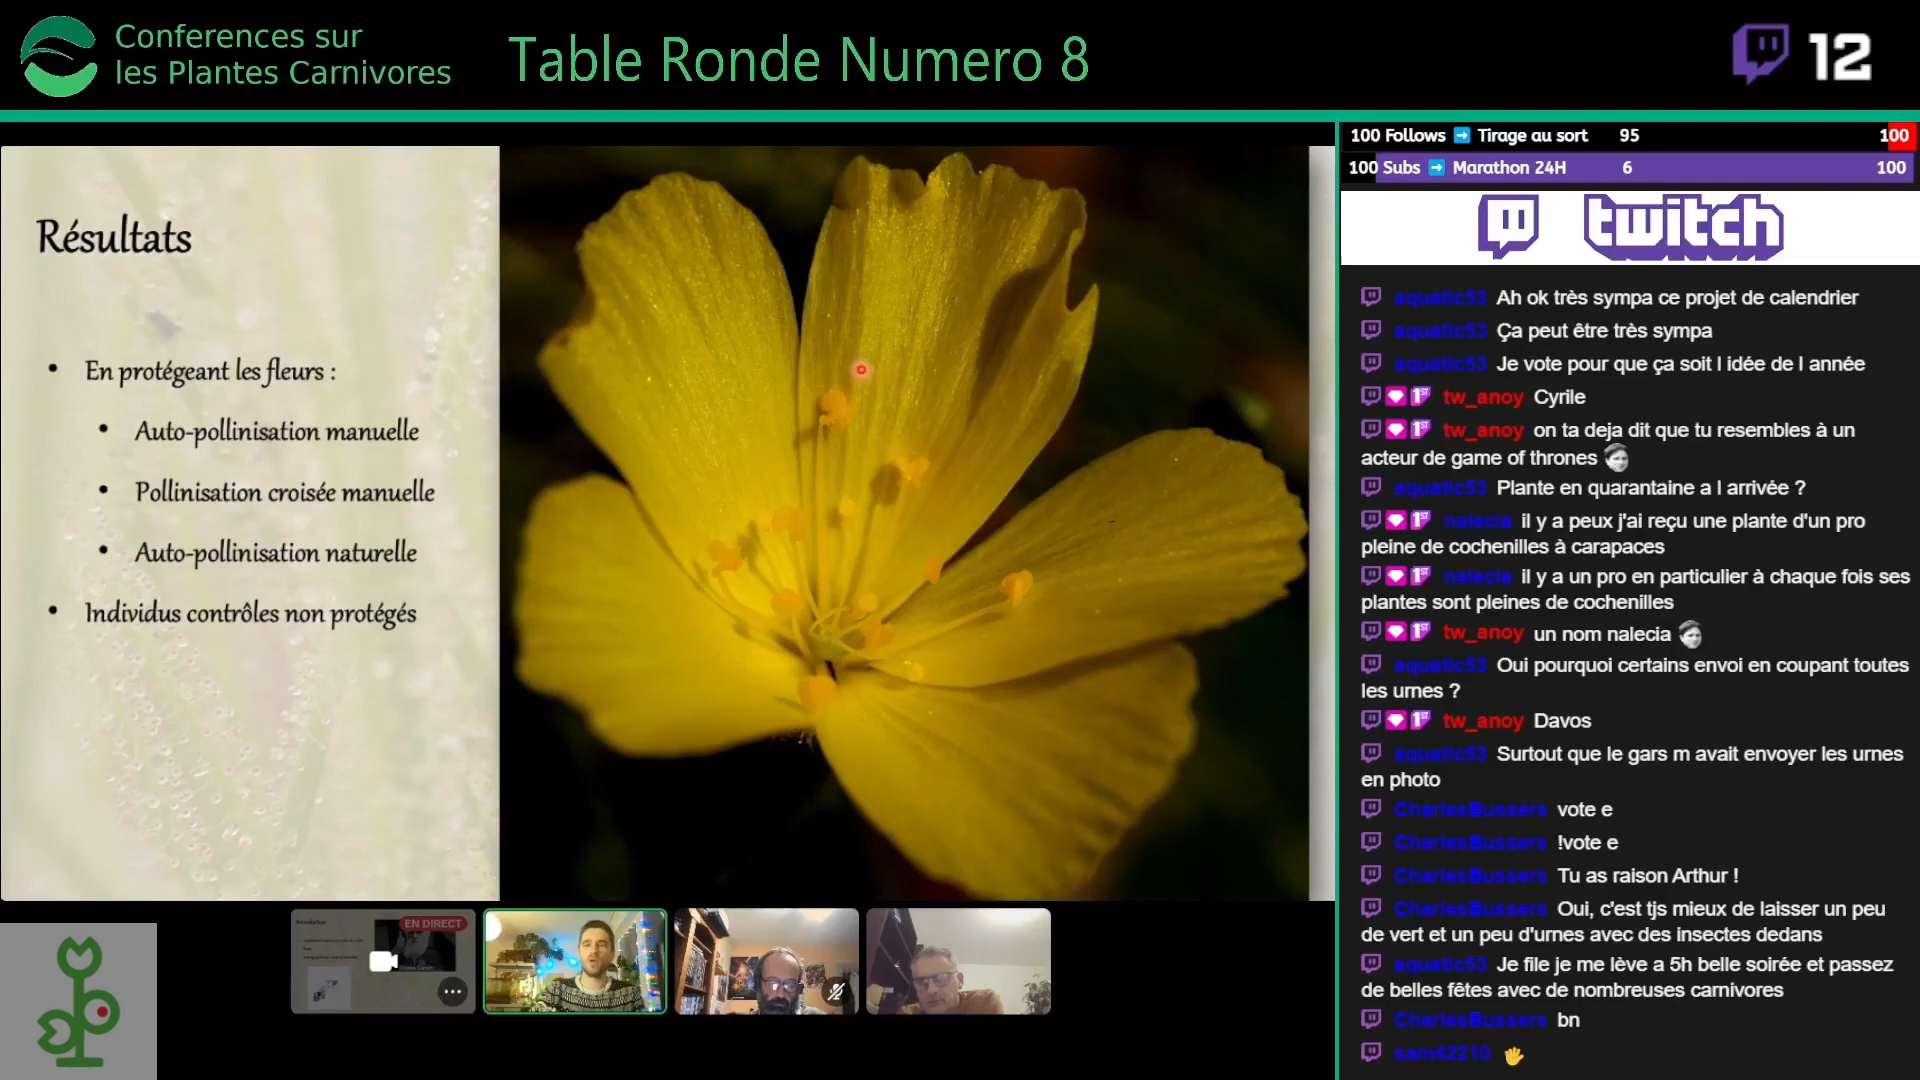 Conferences sur
les Plantes Carnivores
Table Ronde Numero 8
12
100 Follows ➡ Tirage au sort 95 100
100 Subs ➡ Marathon 24H 6 100
twitch
Résultats
• En protégeant les fleurs :
• Auto-pollinisation manuelle
• Pollinisation croisée manuelle
• Auto-pollinisation naturelle
• Individus contrôles non protégés
EN DIRECT
aquatic53 Ah ok très sympa ce projet de calendrier
aquatic53 Ça peut être très sympa
aquatic53 Je vote pour que ça soit l idée de l année
1ST tw_anoy Cyrile
1ST tw_anoy on ta deja dit que tu resembles à un
acteur de game of thrones
aquatic53 Plante en quarantaine a l arrivée ?
1ST nalecia il y a peux j'ai reçu une plante d'un pro
pleine de cochenilles à carapaces
1ST nalecia il y a un pro en particulier à chaque fois ses
plantes sont pleines de cochenilles
1ST tw_anoy un nom nalecia
aquatic53 Oui pourquoi certains envoi en coupant toutes
les urnes ?
1ST tw_anoy Davos
aquatic53 Surtout que le gars m avait envoyer les urnes
en photo
CharlesBussers vote e
CharlesBussers !vote e
CharlesBussers Tu as raison Arthur !
CharlesBussers Oui, c'est tjs mieux de laisser un peu
de vert et un peu d'urnes avec des insectes dedans
aquatic53 Je file je me lève a 5h belle soirée et passez
de belles fêtes avec de nombreuses carnivores
CharlesBussers bn
sam42210 🖐